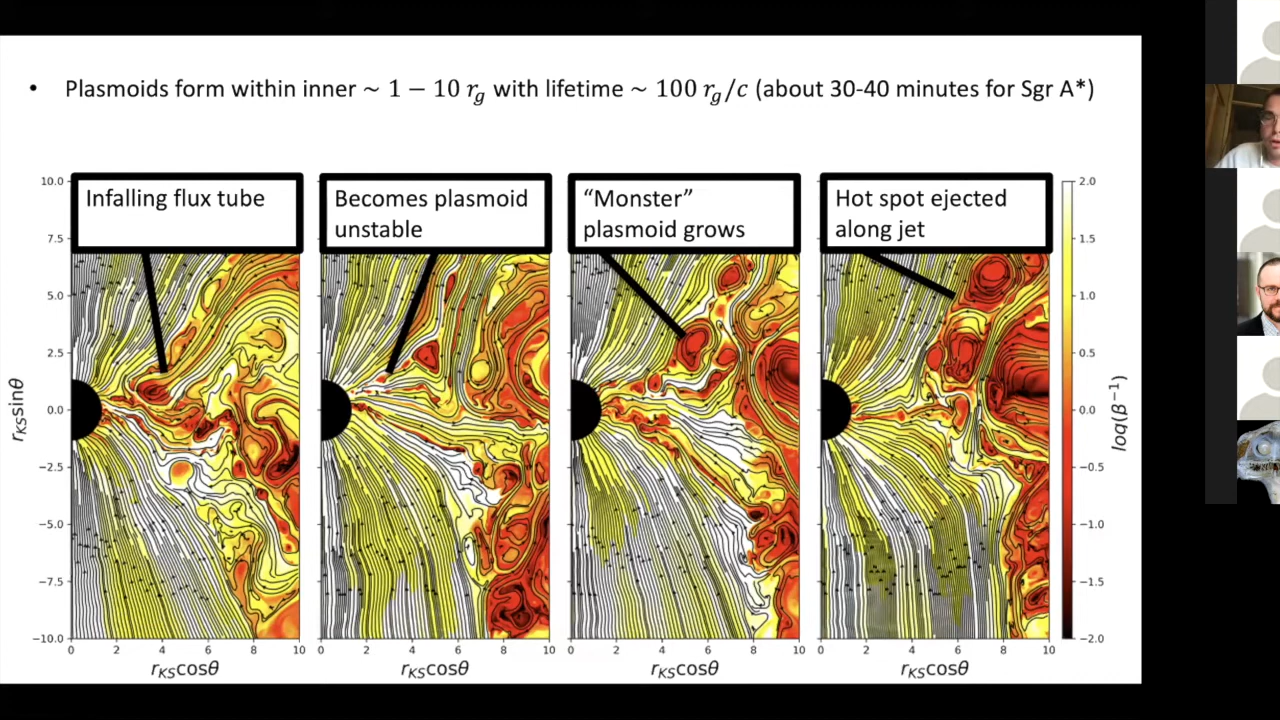 • Plasmoids form within inner ~ 1 − 10 r_g with lifetime ~ 100 r_g/c (about 30-40 minutes for Sgr A*)
Infalling flux tube
Becomes plasmoid
unstable
“Monster”
plasmoid grows
Hot spot ejected
along jet
10.0
7.5
5.0
2.5
0.0
−2.5
−5.0
−7.5
−10.0
r_KS sinθ
0 2 4 6 8 10
r_KS cosθ
0 2 4 6 8 10
r_KS cosθ
0 2 4 6 8 10
r_KS cosθ
0 2 4 6 8 10
r_KS cosθ
2.0
1.5
1.0
0.5
0.0
−0.5
−1.0
−1.5
−2.0
log(β⁻¹)